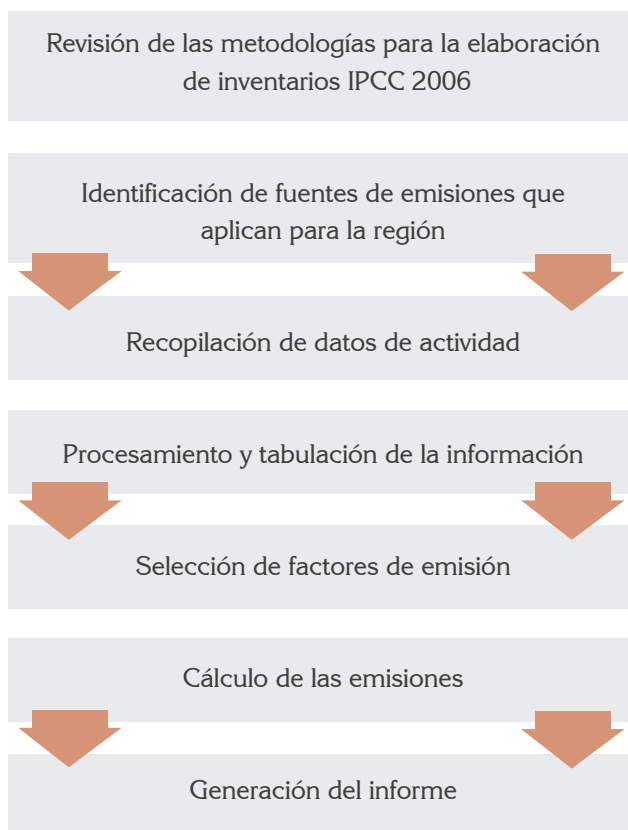 Revisión de las metodologías para la elaboración
de inventarios IPCC 2006
Identificación de fuentes de emisiones que
aplican para la región
Recopilación de datos de actividad
Procesamiento y tabulación de la información
Selección de factores de emisión
Cálculo de las emisiones
Generación del informe